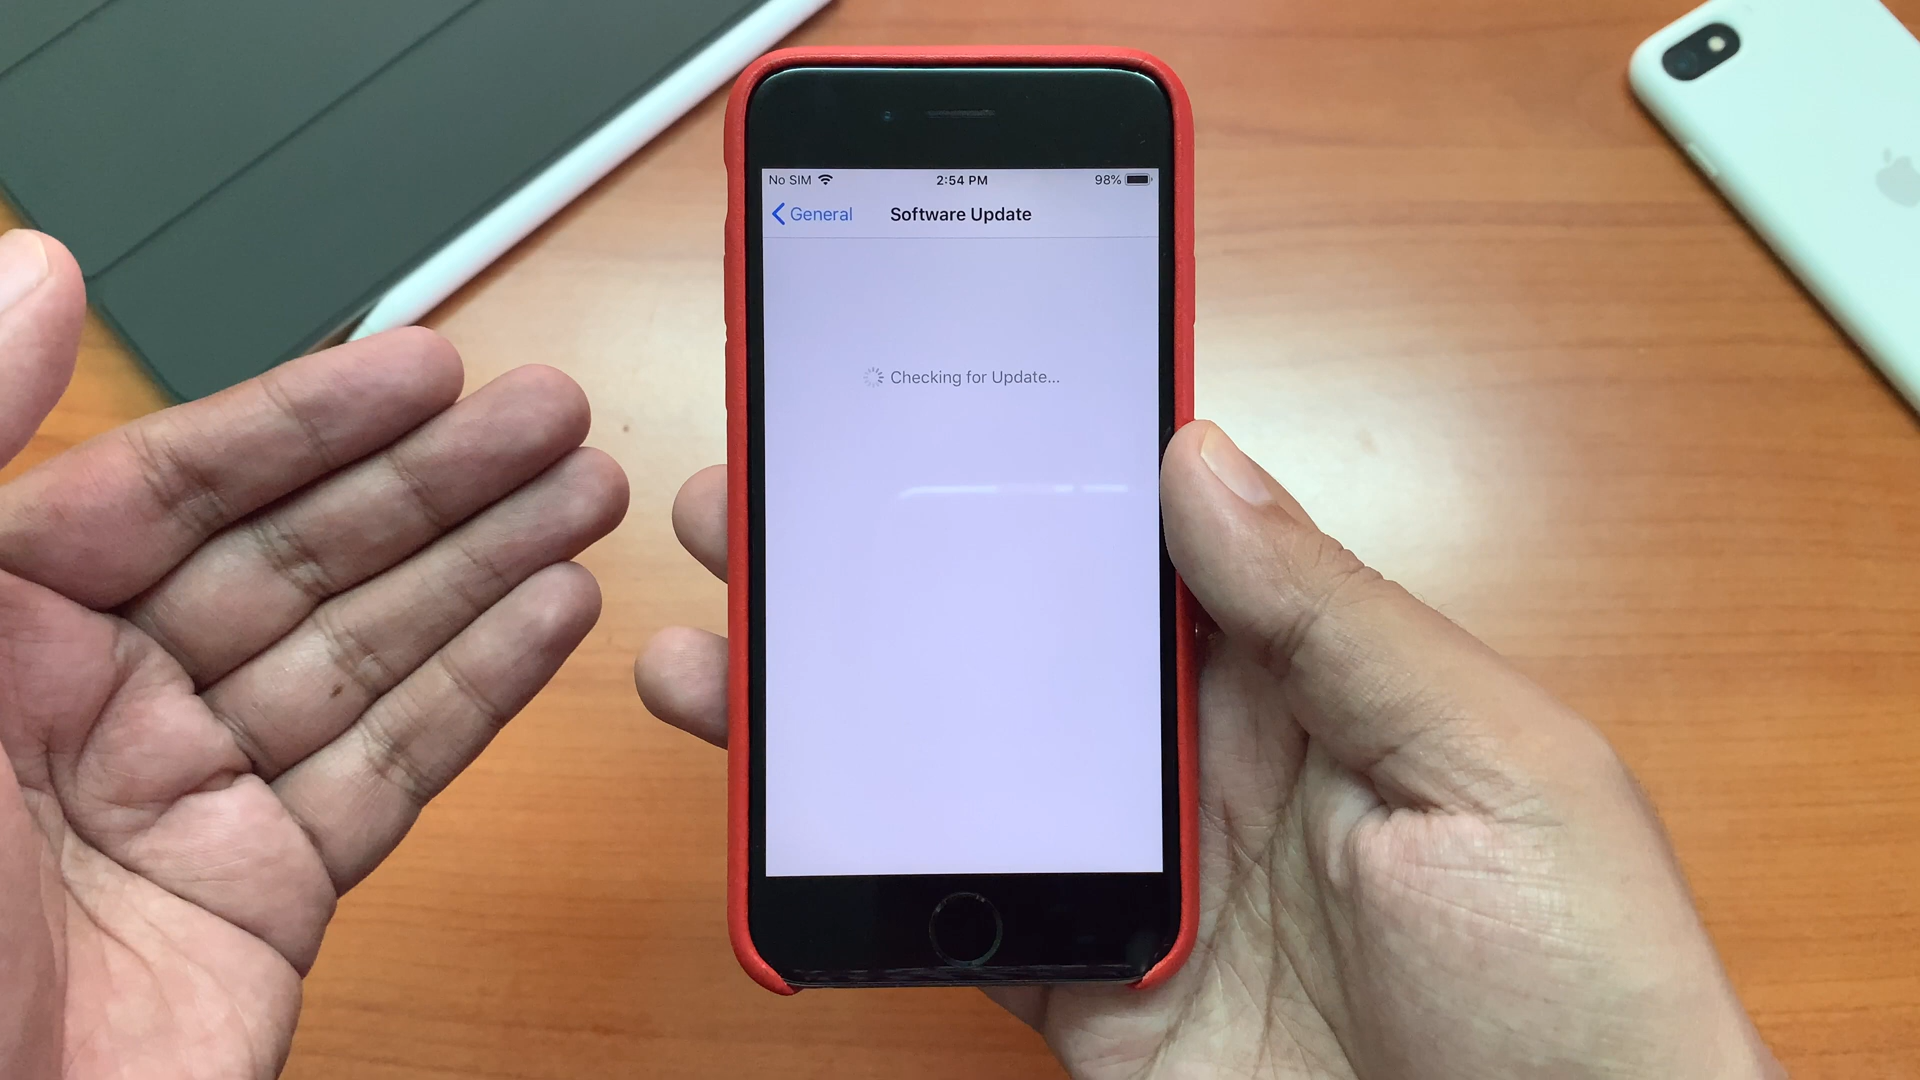 No SIM 2:54 PM 98%
General Software Update
Checking for Update...